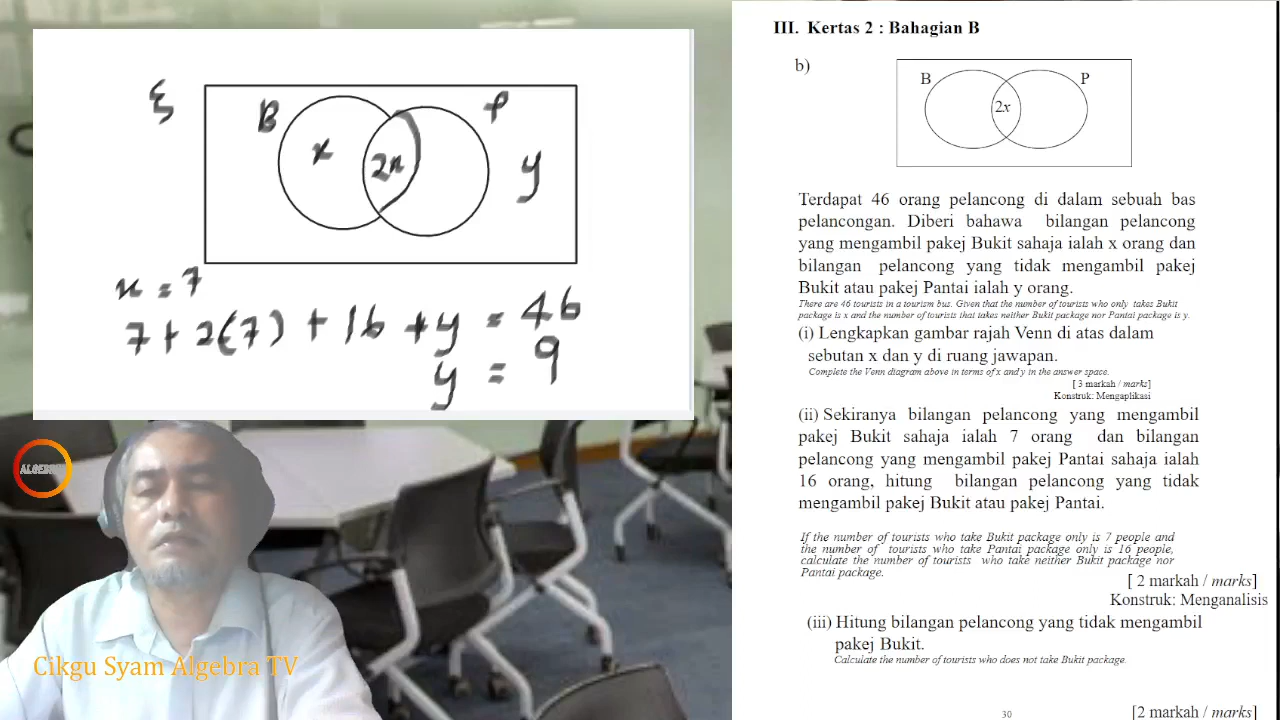 ξ
B
P
x
2x
y
x = 7
7 + 2(7) + 16 + y = 46
y = 9
ALGEBRA
Cikgu Syam Algebra TV
III. Kertas 2 : Bahagian B
b)
B
P
2x
Terdapat 46 orang pelancong di dalam sebuah bas
pelancongan. Diberi bahawa bilangan pelancong
yang mengambil pakej Bukit sahaja ialah x orang dan
bilangan pelancong yang tidak mengambil pakej
Bukit atau pakej Pantai ialah y orang.
There are 46 tourists in a tourism bus. Given that the number of tourists who only takes Bukit
package is x and the number of tourists that takes neither Bukit package nor Pantai package is y.
(i) Lengkapkan gambar rajah Venn di atas dalam
sebutan x dan y di ruang jawapan.
Complete the Venn diagram above in terms of x and y in the answer space.
[ 3 markah / marks]
Konstruk: Mengaplikasi
(ii) Sekiranya bilangan pelancong yang mengambil
pakej Bukit sahaja ialah 7 orang dan bilangan
pelancong yang mengambil pakej Pantai sahaja ialah
16 orang, hitung bilangan pelancong yang tidak
mengambil pakej Bukit atau pakej Pantai.
If the number of tourists who take Bukit package only is 7 people and
the number of tourists who take Pantai package only is 16 people,
calculate the number of tourists who take neither Bukit package nor
Pantai package.
[ 2 markah / marks]
Konstruk: Menganalisis
(iii) Hitung bilangan pelancong yang tidak mengambil
pakej Bukit.
Calculate the number of tourists who does not take Bukit package.
30
[2 markah / marks]